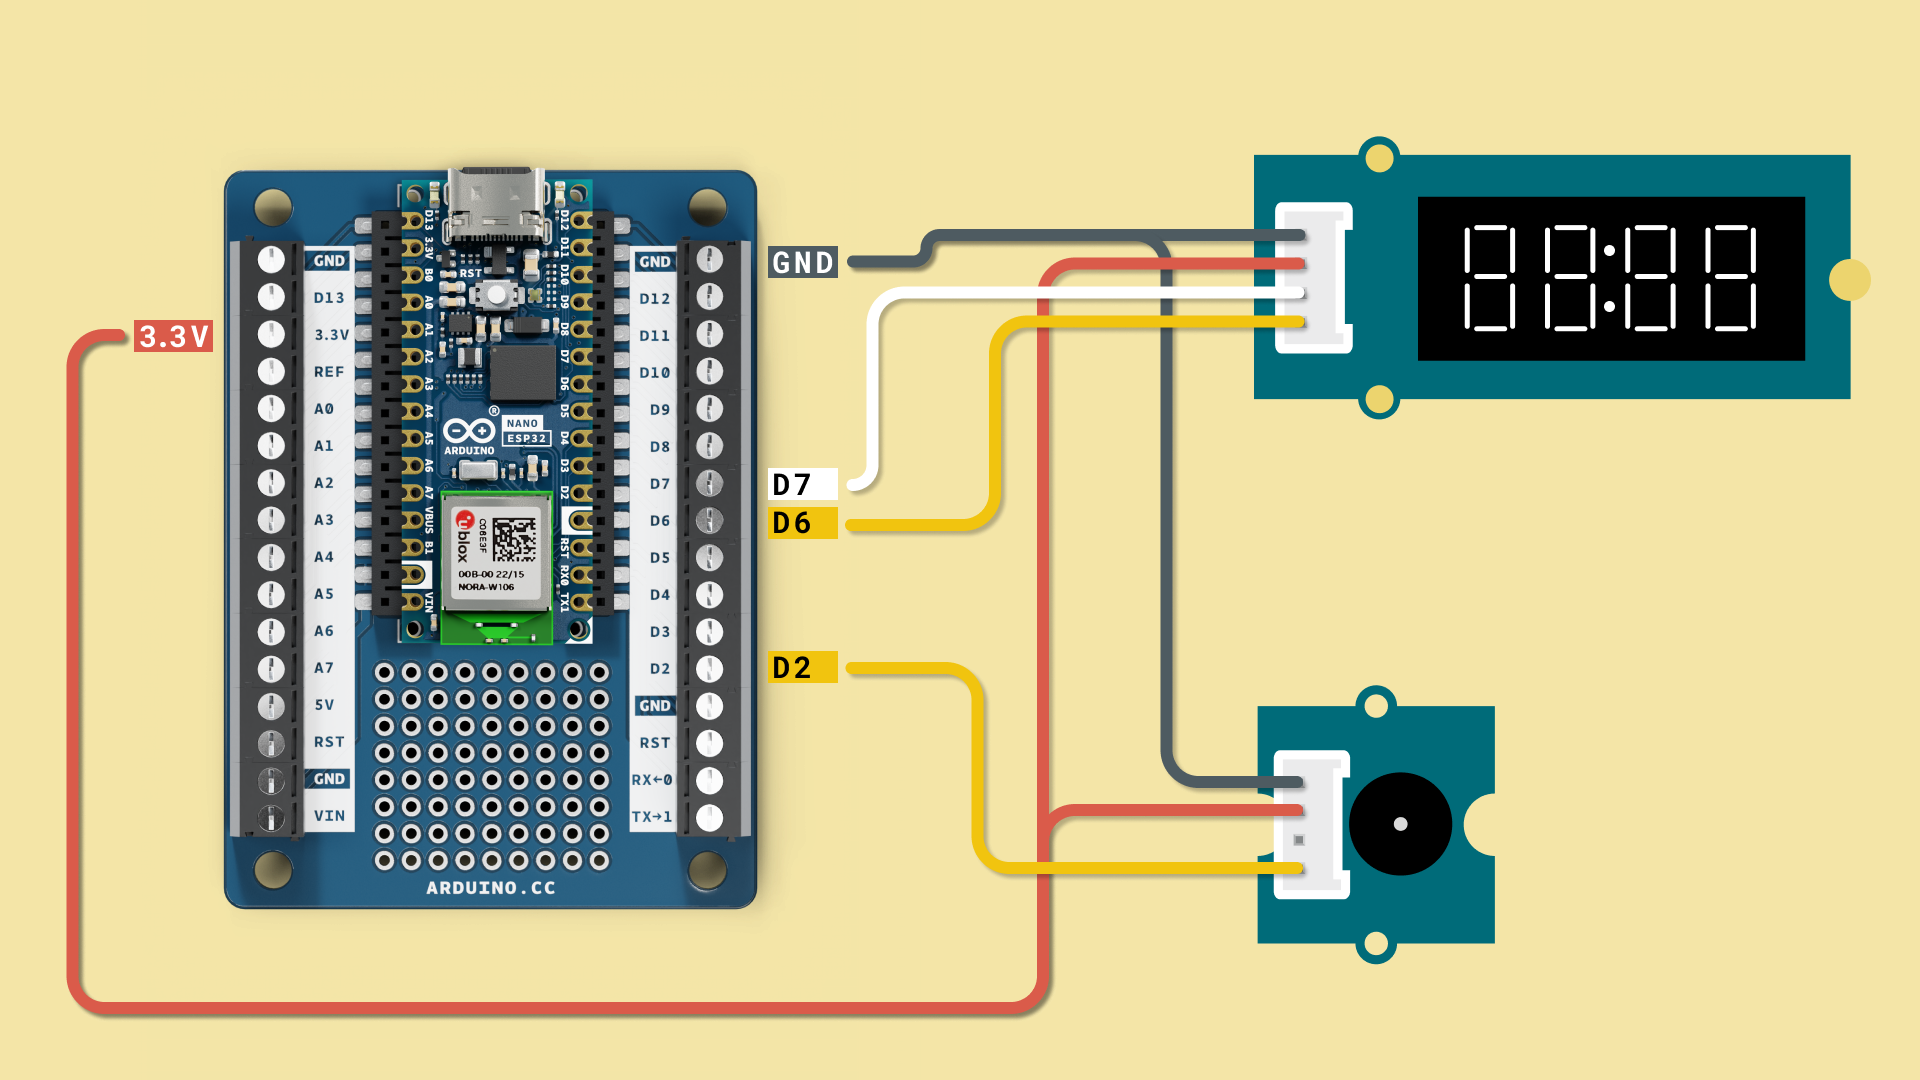 3.3V
GND
D13
3.3V
REF
A0
A1
A2
A3
A4
A5
A6
A7
5V
RST
GND
VIN
D13
3.3V
B0
A0
A1
A2
A3
A4
A5
A6
A7
VBUS
B1
VIN
RST
®
NANO
ESP32
ARDUINO
ublox
C06E3F
00B-00 22/15
NORA-W106
D12
D11
D10
D9
D8
D7
D6
D5
D4
D3
D2
RST
RX0
TX1
GND
D12
D11
D10
D9
D8
D7
D6
D5
D4
D3
D2
GND
RST
RX←0
TX→1
ARDUINO.CC
GND
D7
D6
D2
88:88